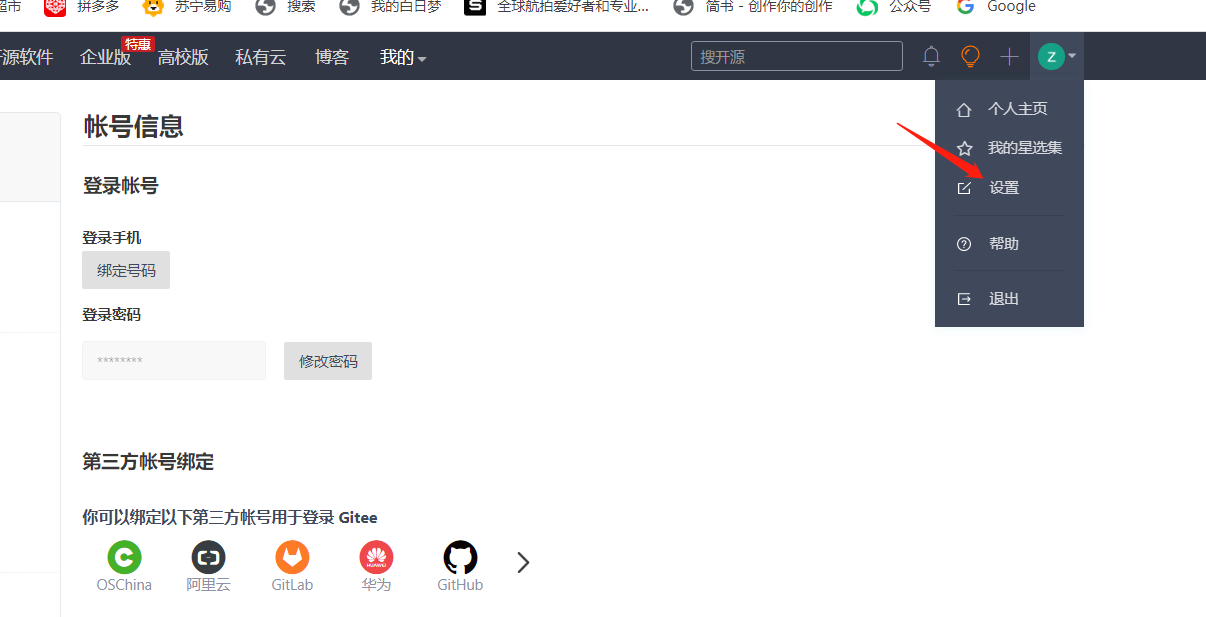 超市 拼多多 苏宁易购 搜索 我的白日梦 S 全球航拍爱好者和专业... 简书 - 创作你的创作 公众号 G Google
特惠
源软件 企业版 高校版 私有云 博客 我的 搜开源 Z
帐号信息
个人主页
我的星选集
登录帐号
设置
登录手机
帮助
绑定号码
退出
登录密码
******** 修改密码
第三方帐号绑定
你可以绑定以下第三方帐号用于登录 Gitee
HUAWEI
OSChina 阿里云 GitLab 华为 GitHub